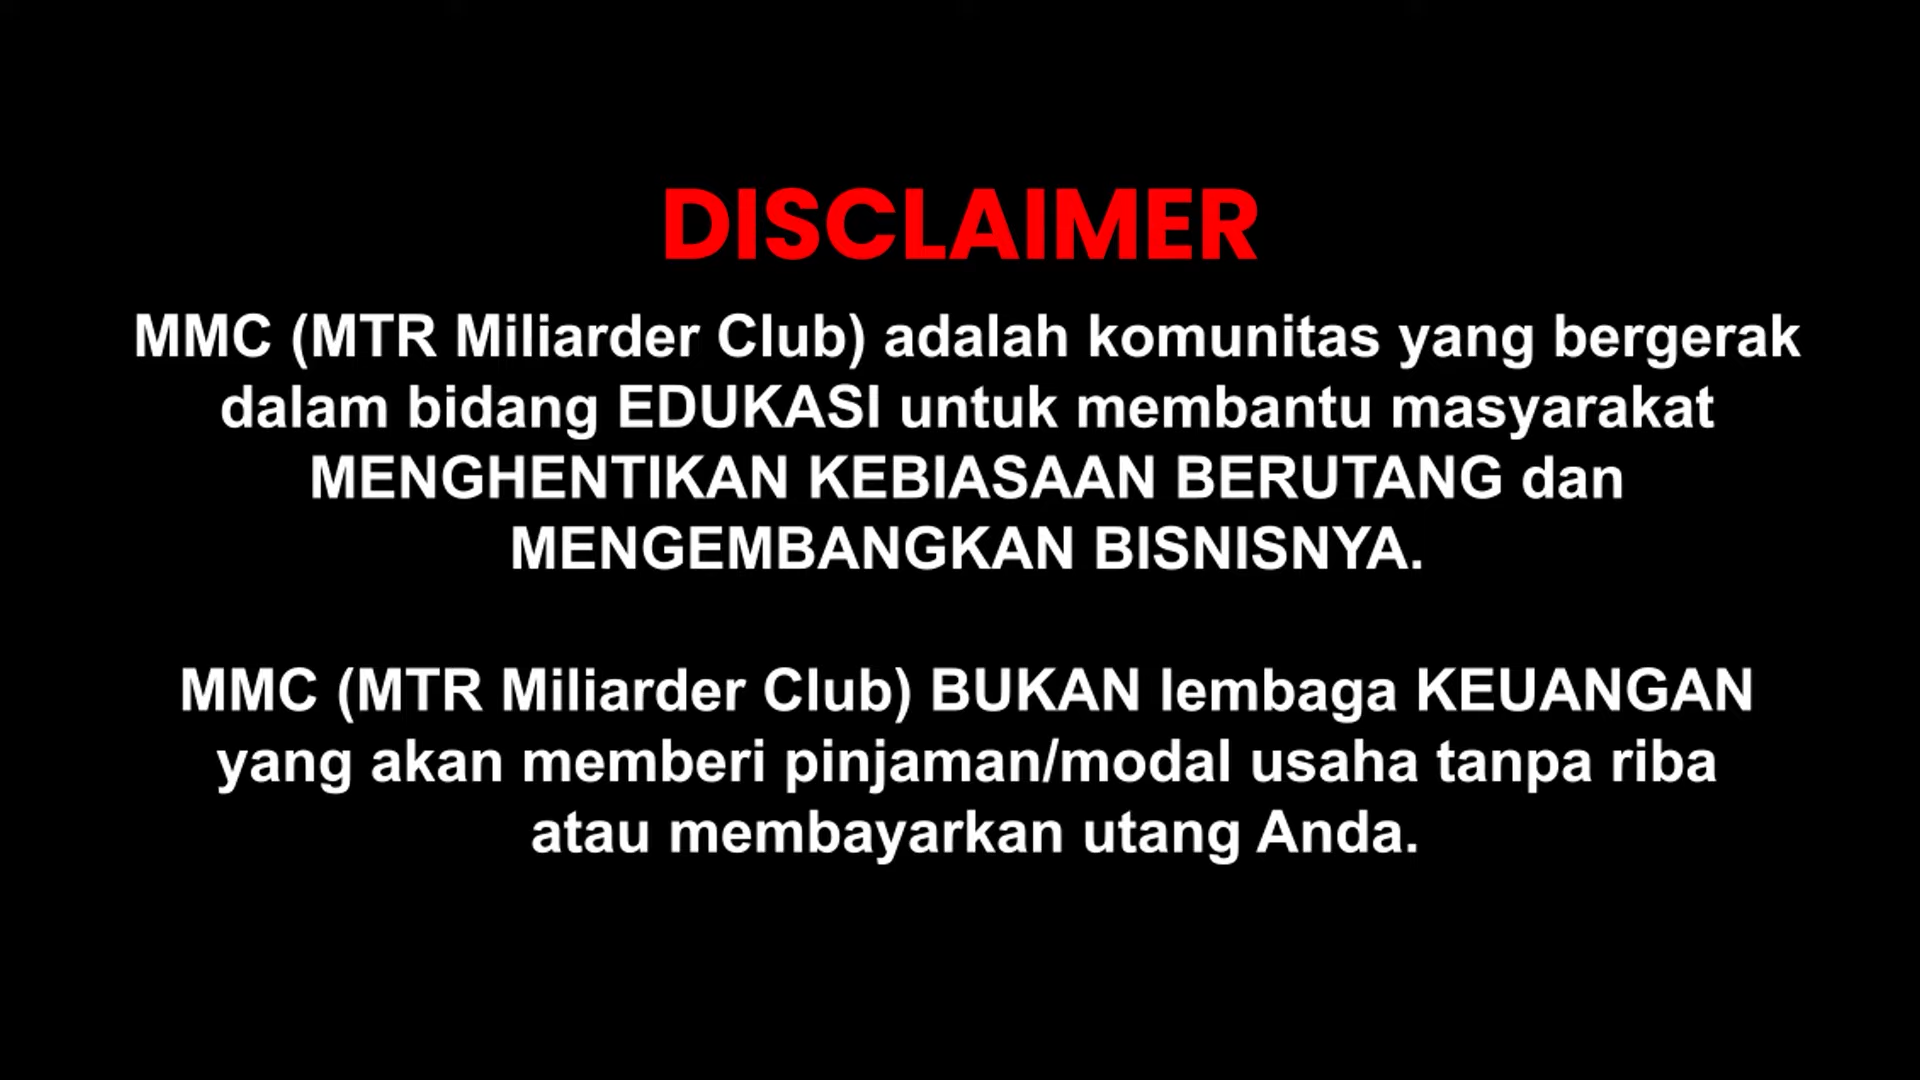 DISCLAIMER
MMC (MTR Miliarder Club) adalah komunitas yang bergerak
dalam bidang EDUKASI untuk membantu masyarakat
MENGHENTIKAN KEBIASAAN BERUTANG dan
MENGEMBANGKAN BISNISNYA.
MMC (MTR Miliarder Club) BUKAN lembaga KEUANGAN
yang akan memberi pinjaman/modal usaha tanpa riba
atau membayarkan utang Anda.